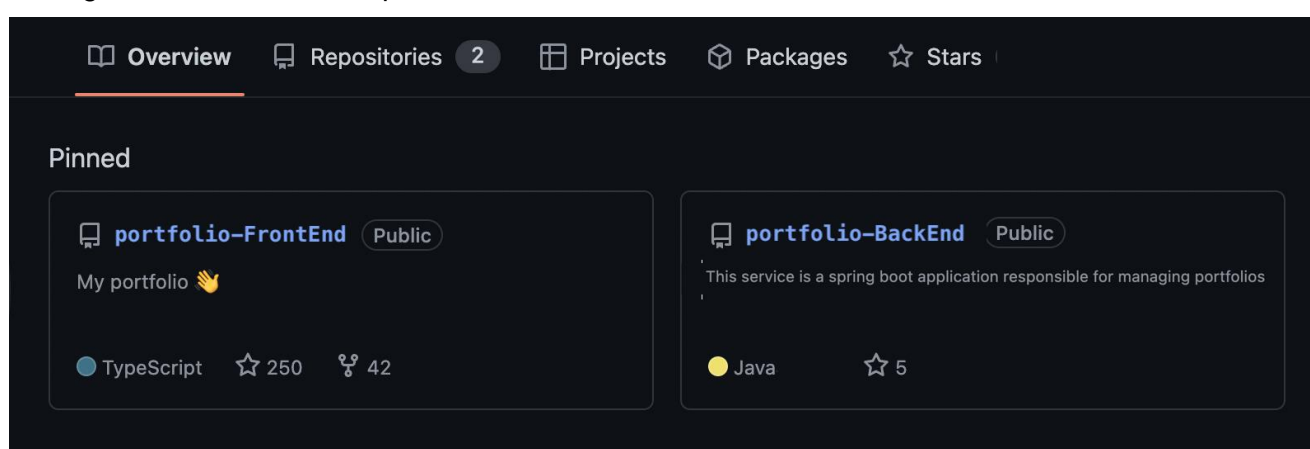 Overview Repositories 2 Projects Packages Stars
Pinned
portfolio-FrontEnd Public
My portfolio 👋
TypeScript 250 42
portfolio-BackEnd Public
This service is a spring boot application responsible for managing portfolios
Java 5